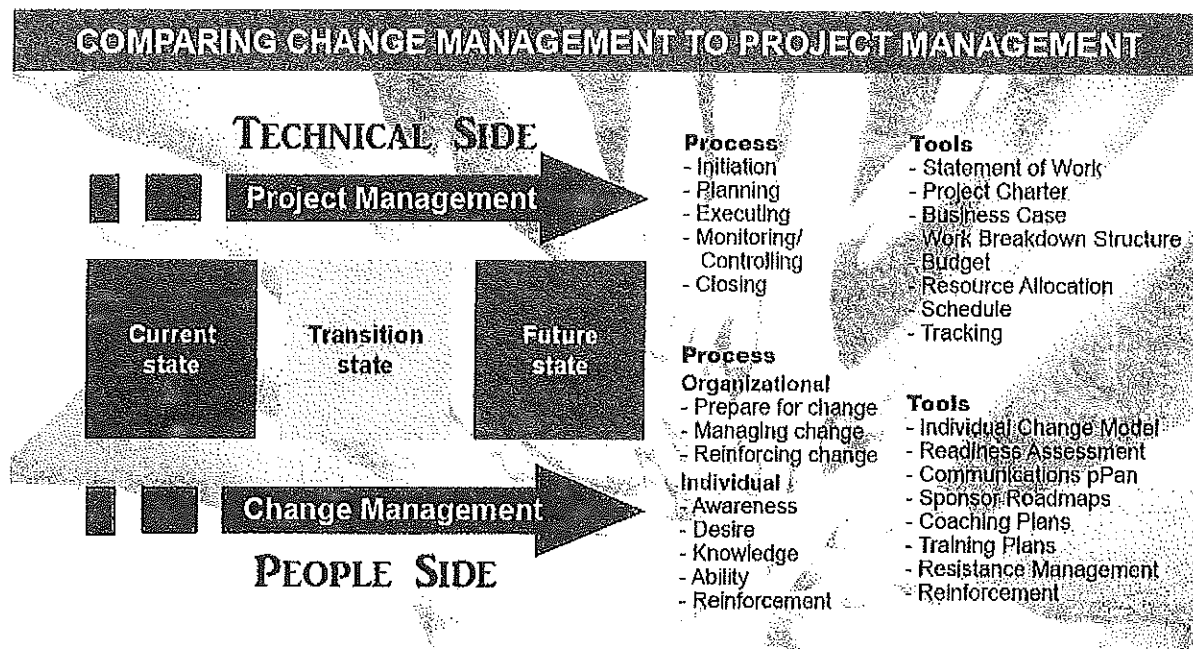 COMPARING CHANGE MANAGEMENT TO PROJECT MANAGEMENT
TECHNICAL SIDE
Project Management
Current
state
Transition
state
Future
state
Change Management
PEOPLE SIDE
Process
- Initiation
- Planning
- Executing
- Monitoring/
Controlling
- Closing
Tools
- Statement of Work
- Project Charter
- Business Case
Work Breakdown Structure
Budget
- Resource Allocation
- Schedule
- Tracking
Process
Organizational
- Prepare for change
- Managing change
- Reinforcing change
Individual
- Awareness
- Desire
- Knowledge
- Ability
- Reinforcement
Tools
- Individual Change Model
- Readiness Assessment
- Communications pPan
- Sponsor Roadmaps
- Coaching Plans
- Training Plans
- Resistance Management
- Reinforcement